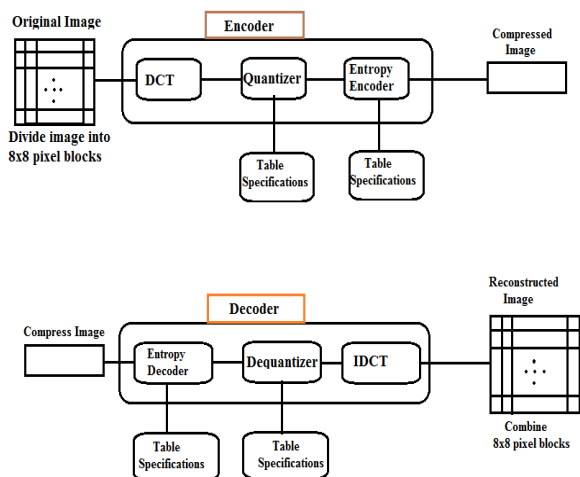 Original Image
Encoder
Compressed
Image
DCT
Quantizer
Entropy
Encoder
Divide image into
8x8 pixel blocks
Table
Specifications
Table
Specifications
Reconstructed
Image
Decoder
Compress Image
Entropy
Decoder
Dequantizer
IDCT
Combine
8x8 pixel blocks
Table
Specifications
Table
Specifications